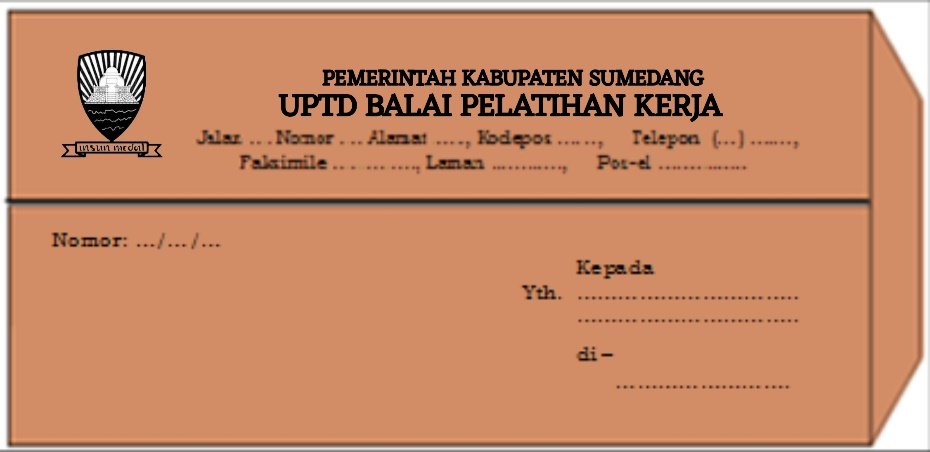 PEMERINTAH KABUPATEN SUMEDANG
UPTD BALAI PELATIHAN KERJA
Jalan ... Nomor ... Alamat ....., Kodepos ......, Telepon (...) ......,
Faksimile .. . ... ...., Laman ..........., Pos-el .............
insun medal
Nomor: .../.../...
Kepada
Yth. .................................
.................................
di –
..........................